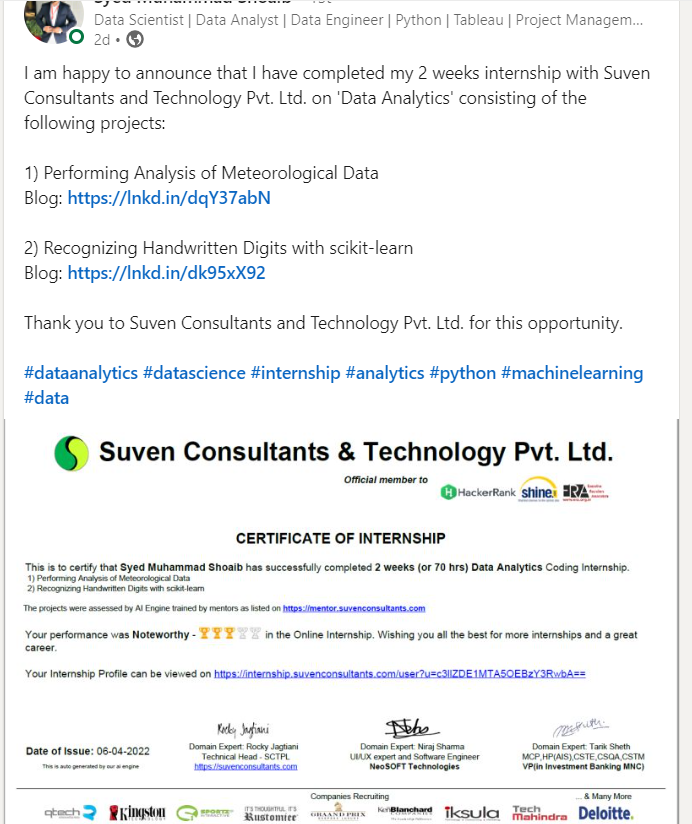 Syed Muhammad Shoaib
Data Scientist | Data Analyst | Data Engineer | Python | Tableau | Project Managem...
2d •
I am happy to announce that I have completed my 2 weeks internship with Suven
Consultants and Technology Pvt. Ltd. on 'Data Analytics' consisting of the
following projects:
1) Performing Analysis of Meteorological Data
Blog: https://lnkd.in/dqY37abN
2) Recognizing Handwritten Digits with scikit-learn
Blog: https://lnkd.in/dk95xX92
Thank you to Suven Consultants and Technology Pvt. Ltd. for this opportunity.
#dataanalytics #datascience #internship #analytics #python #machinelearning
#data
Suven Consultants & Technology Pvt. Ltd.
Official member to
HackerRank shine ERA
CERTIFICATE OF INTERNSHIP
This is to certify that Syed Muhammad Shoaib has successfully completed 2 weeks (or 70 hrs) Data Analytics Coding Internship.
1) Performing Analysis of Meteorological Data
2) Recognizing Handwritten Digits with scikit-learn
The projects were assessed by AI Engine trained by mentors as listed on https://mentor.suvenconsultants.com
Your performance was Noteworthy - in the Online Internship. Wishing you all the best for more internships and a great
career.
Your Internship Profile can be viewed on https://internship.suvenconsultants.com/user?u=c3lIZDE1MTA5OEBzY3RwbA==
Rocky Jagtiani
Date of Issue: 06-04-2022
This is auto generated by our ai engine
Domain Expert: Rocky Jagtiani
Technical Head - SCTPL
https://suvenconsultants.com
Domain Expert: Niraj Sharma
UI/UX expert and Software Engineer
NeoSOFT Technologies
Domain Expert: Tarik Sheth
MCP,HP(AIS),CSTE,CSQA,CSTM
VP(in Investment Banking MNC)
Companies Recruiting
... & Many More
qtech Kingston TECHNOLOGY SPORTZ INTERACTIVE IT'S THOUGHTFUL. IT'S Rustomjee GRAAND PRIX Ken Blanchard COMPANIES iksula Tech Mahindra Deloitte.